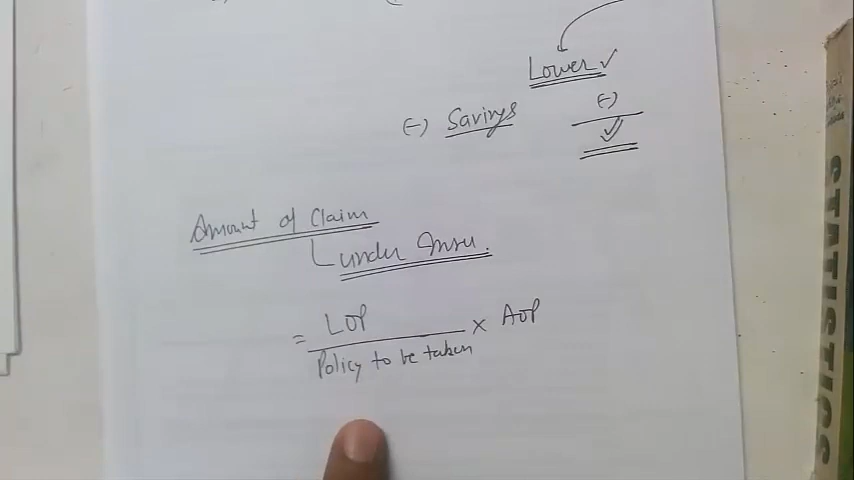 Lower ✓
(-) Savings (-)
✓
Amount of Claim
under Insu.
= LOP / Policy to be taken × AOP
STATISTICS